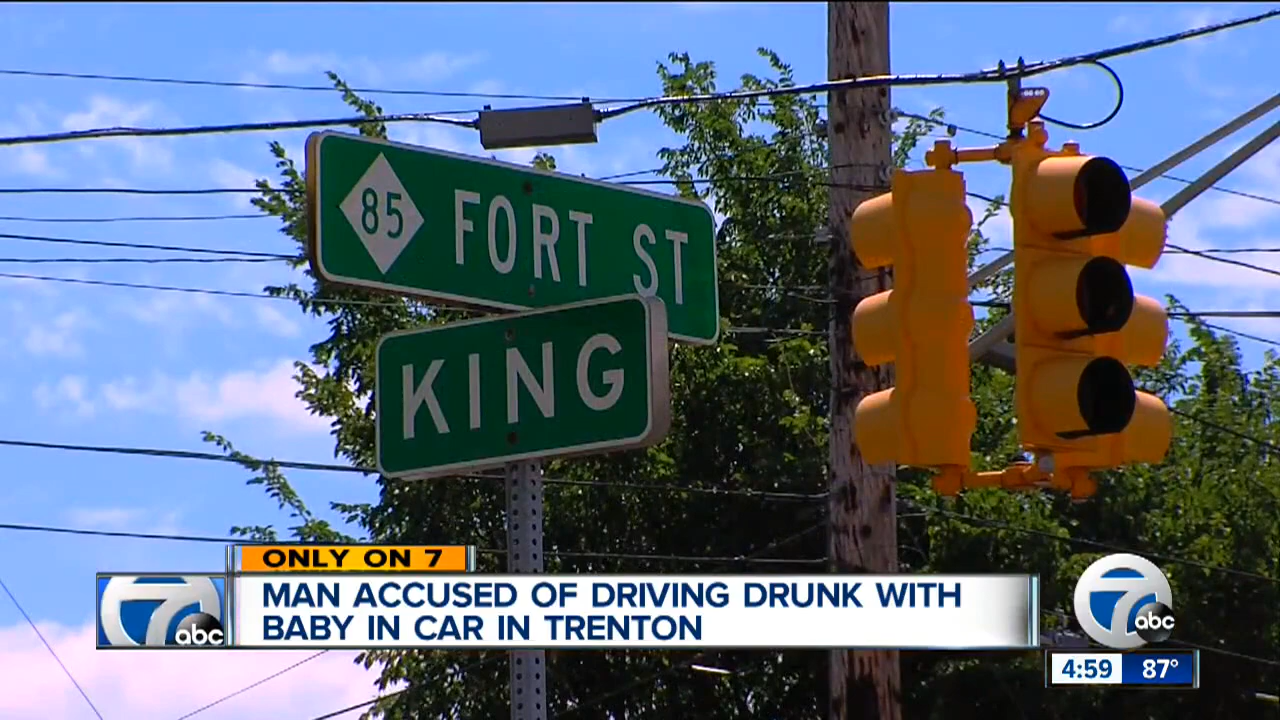 85 FORT ST
KING
ONLY ON 7
MAN ACCUSED OF DRIVING DRUNK WITH
BABY IN CAR IN TRENTON
7 abc
7 abc
4:59 87°